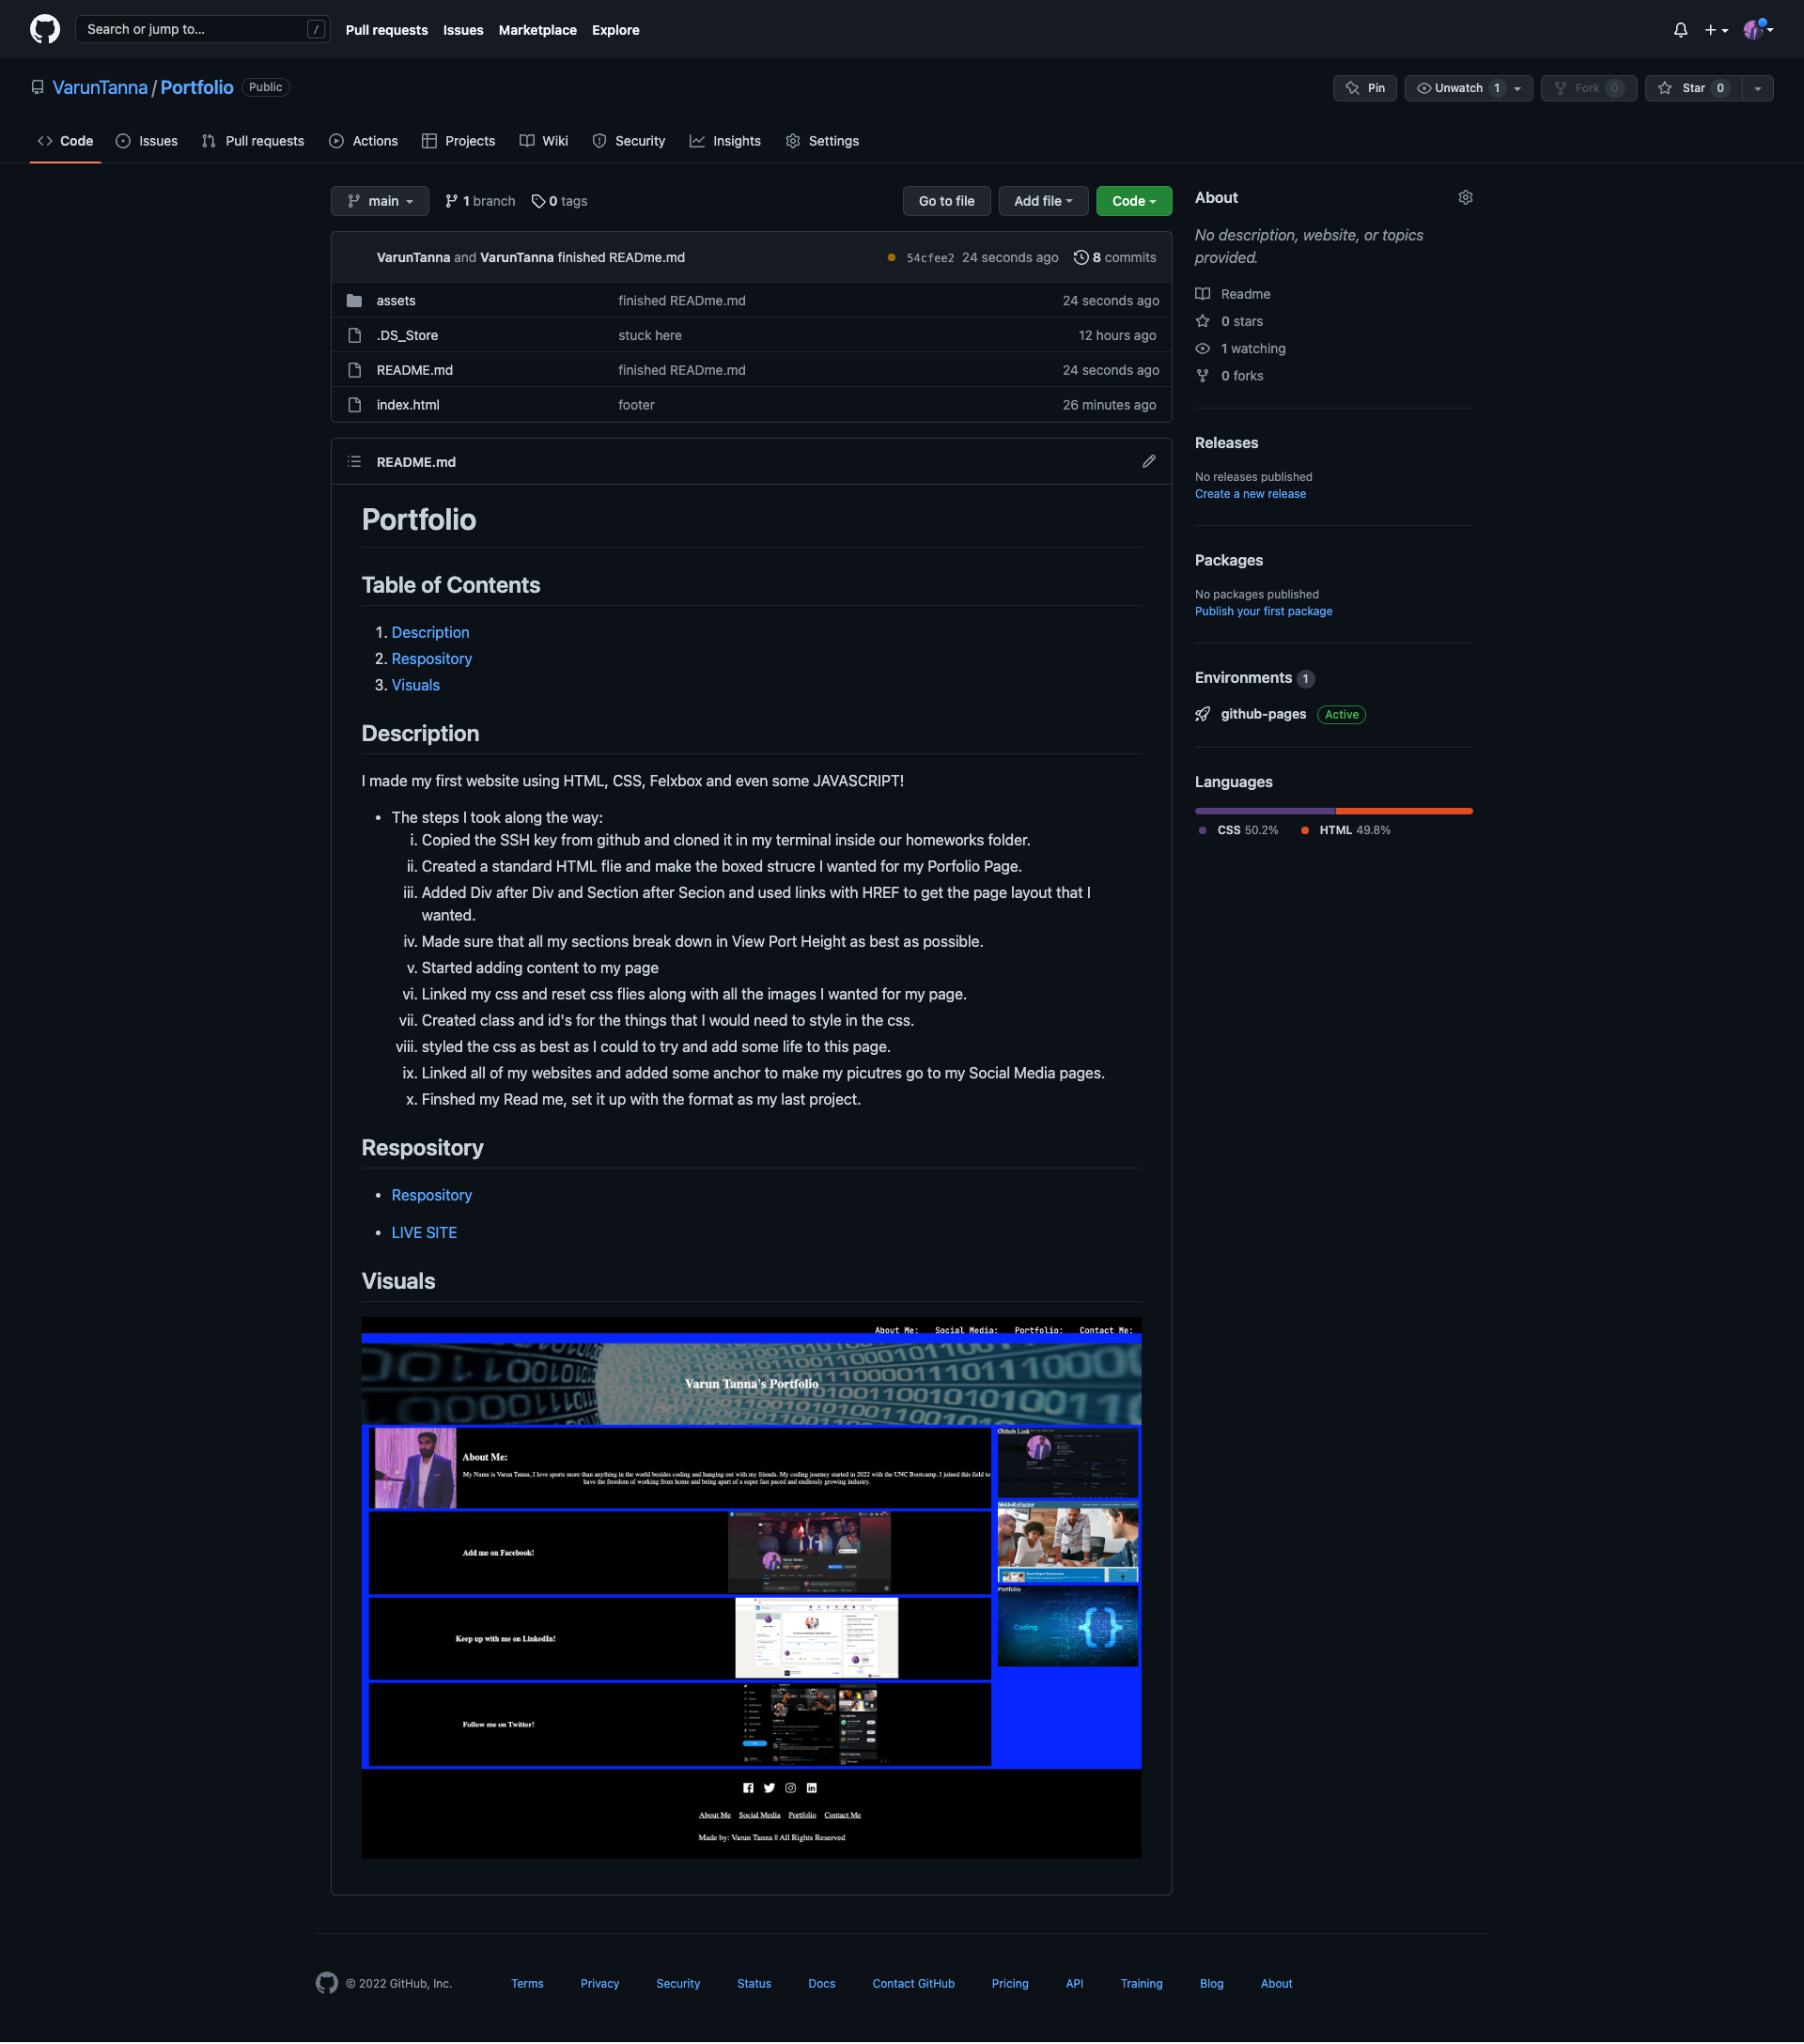 Search or jump to... /
Pull requests Issues Marketplace Explore
VarunTanna / Portfolio Public
Pin Unwatch 1 Fork 0 Star 0
Code Issues Pull requests Actions Projects Wiki Security Insights Settings
main 1 branch 0 tags
Go to file Add file Code
VarunTanna and VarunTanna finished READme.md 54cfee2 24 seconds ago 8 commits
assets finished READme.md 24 seconds ago
.DS_Store stuck here 12 hours ago
README.md finished READme.md 24 seconds ago
index.html footer 26 minutes ago
README.md
Portfolio
Table of Contents
1. Description
2. Respository
3. Visuals
Description
I made my first website using HTML, CSS, Felxbox and even some JAVASCRIPT!
• The steps I took along the way:
i. Copied the SSH key from github and cloned it in my terminal inside our homeworks folder.
ii. Created a standard HTML flie and make the boxed strucre I wanted for my Porfolio Page.
iii. Added Div after Div and Section after Secion and used links with HREF to get the page layout that I
wanted.
iv. Made sure that all my sections break down in View Port Height as best as possible.
v. Started adding content to my page
vi. Linked my css and reset css flies along with all the images I wanted for my page.
vii. Created class and id's for the things that I would need to style in the css.
viii. styled the css as best as I could to try and add some life to this page.
ix. Linked all of my websites and added some anchor to make my picutres go to my Social Media pages.
x. Finshed my Read me, set it up with the format as my last project.
Respository
• Respository
• LIVE SITE
Visuals
About Me: Social Media: Portfolio: Contact Me:
Varun Tanna's Portfolio
About Me:
My Name is Varun Tanna, I love sports more than anything in the world besides coding and hanging out with my friends. My coding journey started in 2022 with the UNC Bootcamp. I joined this field to
have the freedom of working from home and being apart of a super fast paced and endlessly growing industry.
Github Link
Add me on Facebook!
Keep up with me on LinkedIn!
Portfolio
Coding
{}
Follow me on Twitter!
About Me Social Media Portfolio Contact Me
Made by: Varun Tanna || All Rights Reserved
About
No description, website, or topics
provided.
Readme
0 stars
1 watching
0 forks
Releases
No releases published
Create a new release
Packages
No packages published
Publish your first package
Environments 1
github-pages Active
Languages
CSS 50.2% HTML 49.8%
© 2022 GitHub, Inc. Terms Privacy Security Status Docs Contact GitHub Pricing API Training Blog About